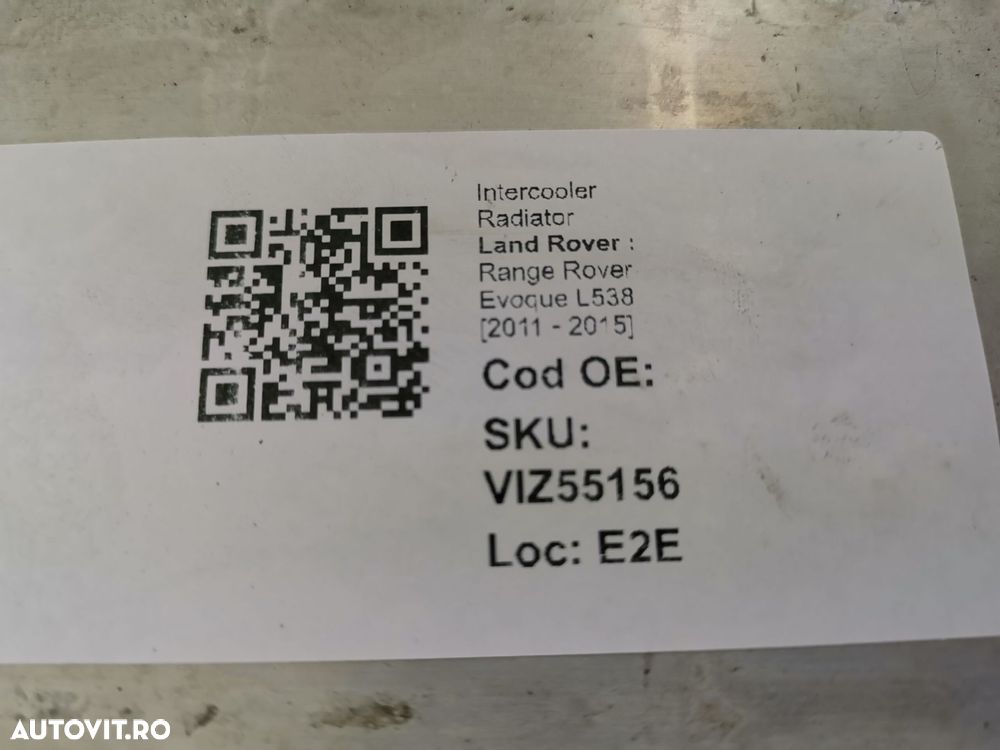 Intercooler
Radiator
Land Rover :
Range Rover
Evoque L538
[2011 - 2015]
Cod OE:
SKU:
VIZ55156
Loc: E2E
AUTOVIT.RO